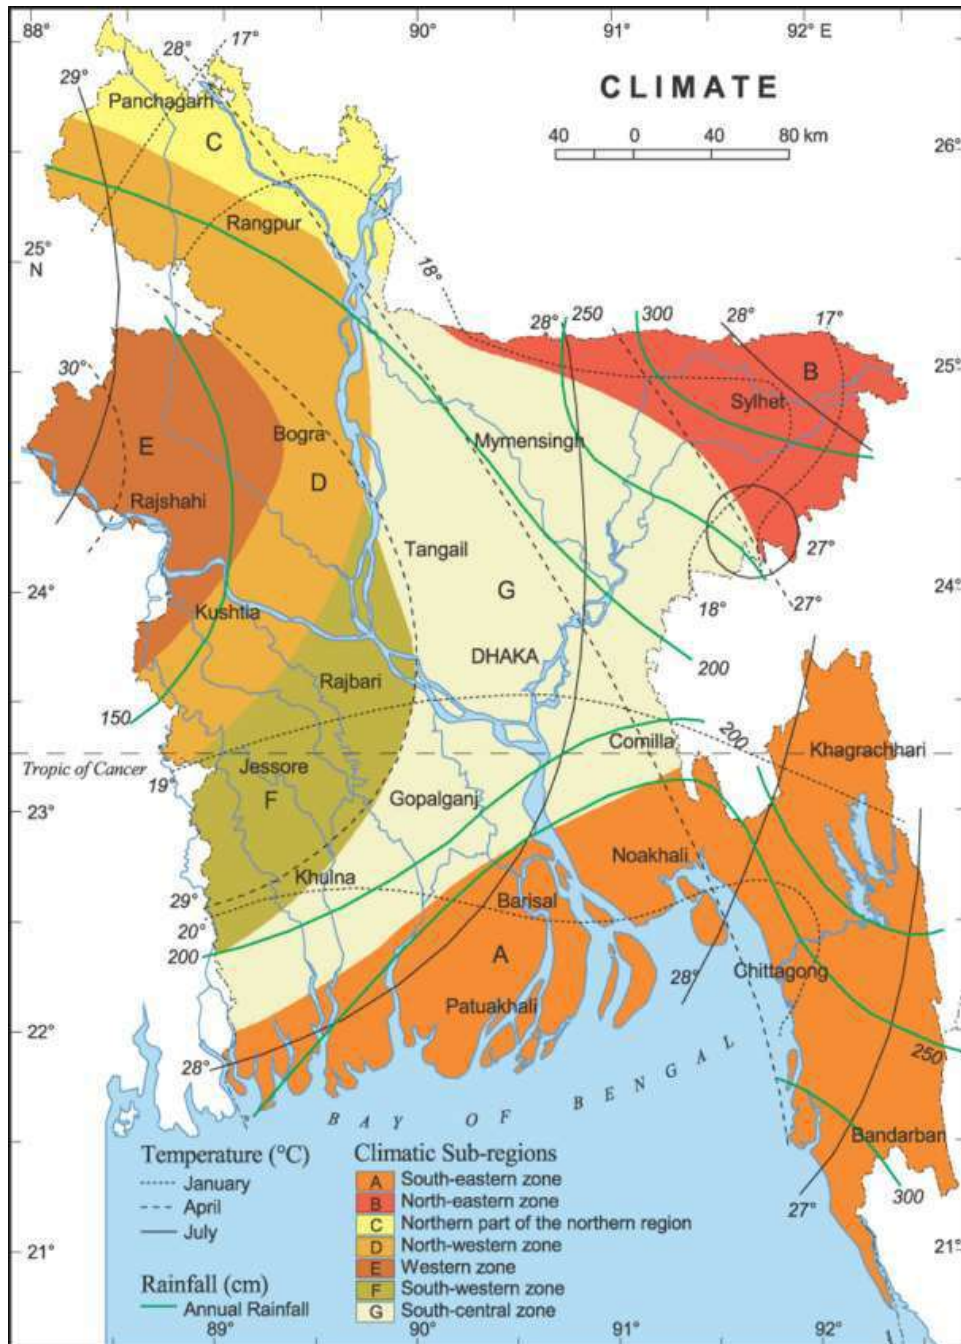 88°
90°
91°
92° E
CLIMATE
40 0 40 80 km
28°
17°
29°
Panchagarh
C
26°
Rangpur
25°
N
18°
28°
250
300
28°
17°
25°
30°
B
Sylhet
E
Bogra
Mymensingh
D
Rajshahi
Tangail
27°
24°
G
18°
27°
24°
Kushtia
DHAKA
200
Rajbari
150
Comilla
200
Khagrachhari
Tropic of Cancer
19°
Jessore
F
Gopalganj
23°
23°
Noakhali
Khulna
29°
Barisal
20°
200
A
28°
Chittagong
Patuakhali
22°
22°
28°
250
BAY OF BENGAL
Bandarban
300
27°
Temperature (°C)
January
April
July
Rainfall (cm)
Annual Rainfall
Climatic Sub-regions
A South-eastern zone
B North-eastern zone
C Northern part of the northern region
D North-western zone
E Western zone
F South-western zone
G South-central zone
21°
21°
89°
90°
91°
92°